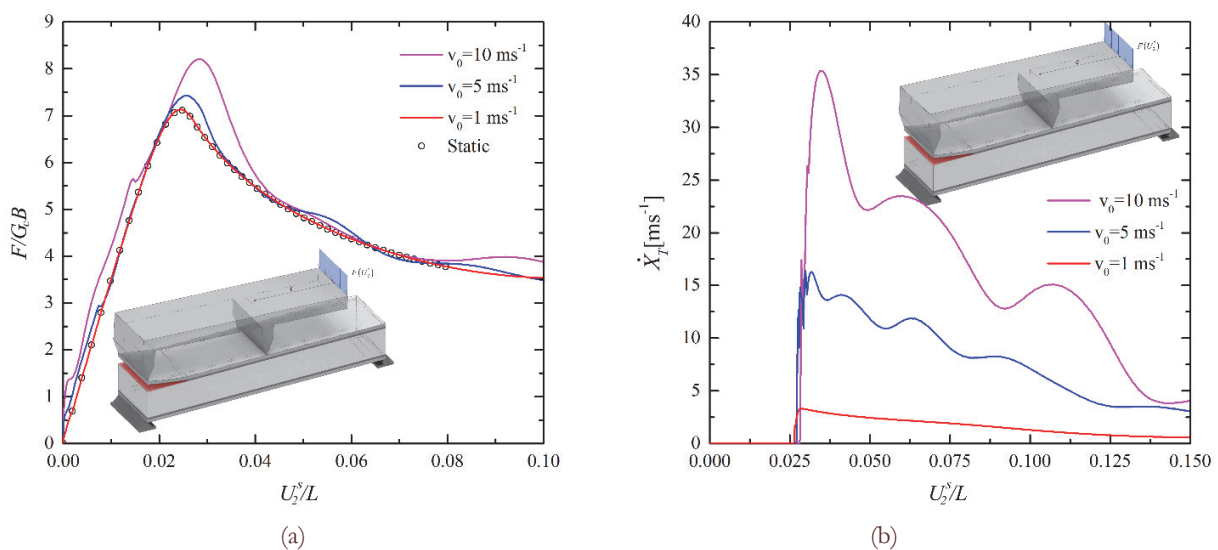 9
8
7
6
5
4
3
2
1
0
F/G_cB
v₀=10 ms⁻¹
v₀=5 ms⁻¹
v₀=1 ms⁻¹
Static
0.00 0.02 0.04 0.06 0.08 0.10
U₂ˢ/L
(a)
40
35
30
25
20
15
10
5
0
Ẋ_T[ms⁻¹]
v₀=10 ms⁻¹
v₀=5 ms⁻¹
v₀=1 ms⁻¹
0.000 0.025 0.050 0.075 0.100 0.125 0.150
U₂ˢ/L
(b)